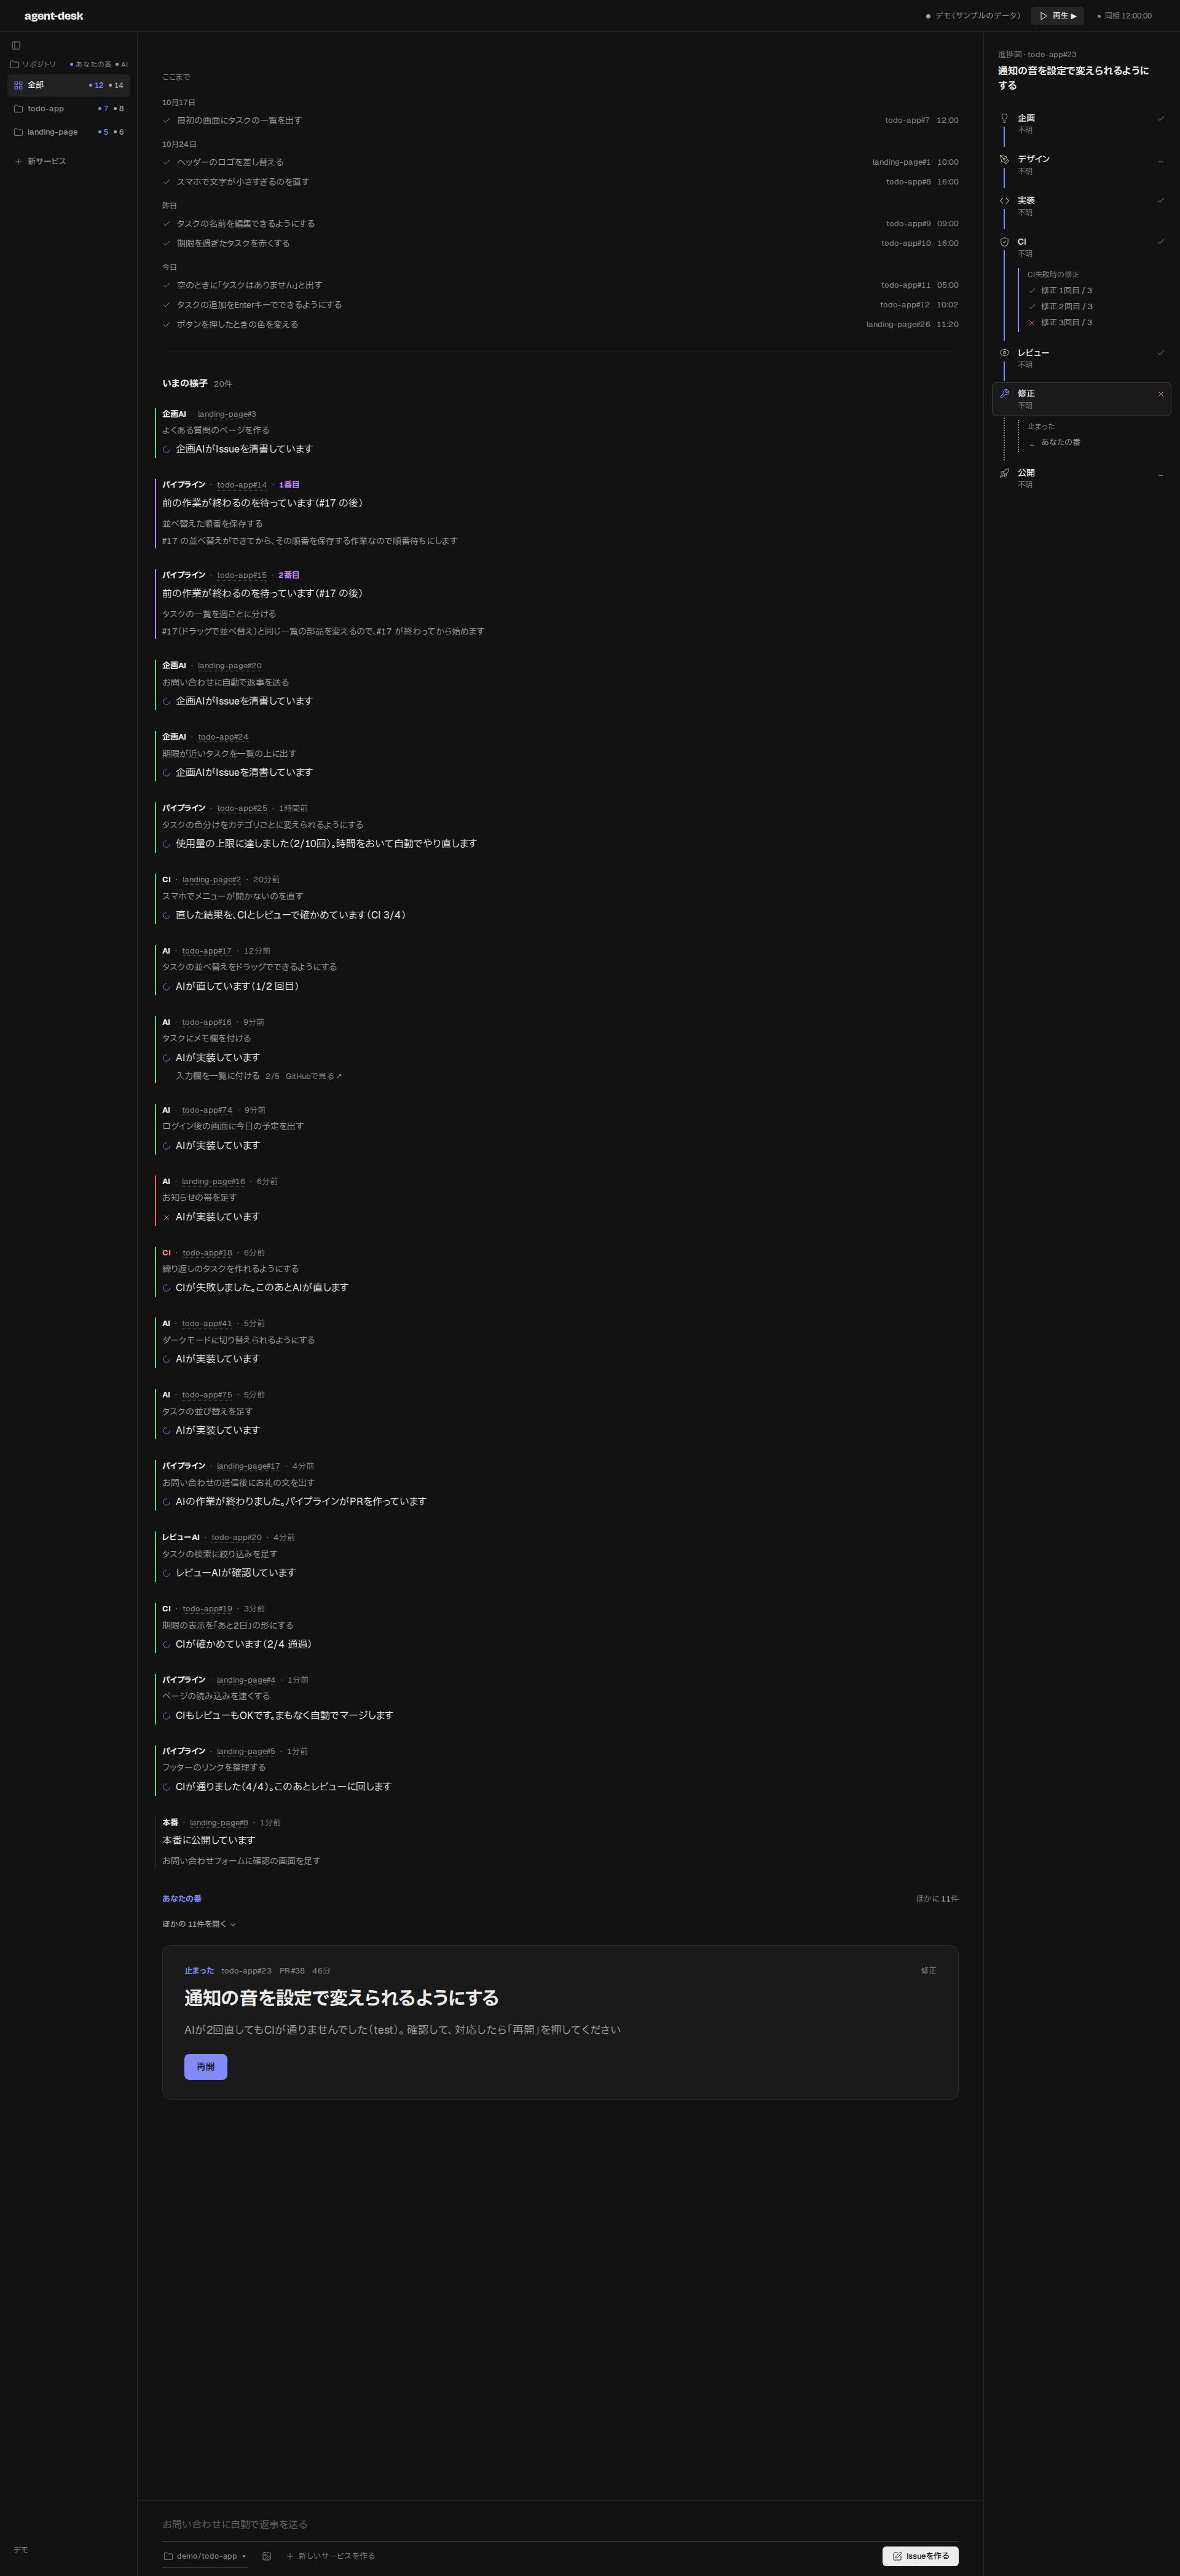 agent-desk
デモ(サンプルのデータ)
再生 ▶
同期 12:00:00
リポジトリ
あなたの番
AI
全部
12
14
todo-app
7
8
landing-page
5
6
新サービス
デモ
ここまで
10月17日
最初の画面にタスクの一覧を出す
todo-app#7 12:00
10月24日
ヘッダーのロゴを差し替える
landing-page#1 10:00
スマホで文字が小さすぎるのを直す
todo-app#8 16:00
昨日
タスクの名前を編集できるようにする
todo-app#9 09:00
期限を過ぎたタスクを赤くする
todo-app#10 16:00
今日
空のときに「タスクはありません」と出す
todo-app#11 05:00
タスクの追加をEnterキーでできるようにする
todo-app#12 10:02
ボタンを押したときの色を変える
landing-page#26 11:20
いまの様子 20件
企画AI · landing-page#3
よくある質問のページを作る
企画AIがIssueを清書しています
パイプライン · todo-app#14 · 1番目
前の作業が終わるのを待っています(#17 の後)
並べ替えた順番を保存する
#17 の並べ替えができてから、その順番を保存する作業なので順番待ちにします
パイプライン · todo-app#15 · 2番目
前の作業が終わるのを待っています(#17 の後)
タスクの一覧を週ごとに分ける
#17(ドラッグで並べ替え)と同じ一覧の部品を変えるので、#17 が終わってから始めます
企画AI · landing-page#20
お問い合わせに自動で返事を送る
企画AIがIssueを清書しています
企画AI · todo-app#24
期限が近いタスクを一覧の上に出す
企画AIがIssueを清書しています
パイプライン · todo-app#25 · 1時間前
タスクの色分けをカテゴリごとに変えられるようにする
使用量の上限に達しました(2/10回)。時間をおいて自動でやり直します
CI · landing-page#2 · 20分前
スマホでメニューが開かないのを直す
直した結果を、CIとレビューで確かめています(CI 3/4)
AI · todo-app#17 · 12分前
タスクの並べ替えをドラッグでできるようにする
AIが直しています(1/2 回目)
AI · todo-app#16 · 9分前
タスクにメモ欄を付ける
AIが実装しています
入力欄を一覧に付ける 2/5 GitHubで見る ↗
AI · todo-app#74 · 9分前
ログイン後の画面に今日の予定を出す
AIが実装しています
AI · landing-page#16 · 6分前
お知らせの帯を足す
AIが実装しています
CI · todo-app#18 · 6分前
繰り返しのタスクを作れるようにする
CIが失敗しました。このあとAIが直します
AI · todo-app#41 · 5分前
ダークモードに切り替えられるようにする
AIが実装しています
AI · todo-app#75 · 5分前
タスクの並び替えを足す
AIが実装しています
パイプライン · landing-page#17 · 4分前
お問い合わせの送信後にお礼の文を出す
AIの作業が終わりました。パイプラインがPRを作っています
レビューAI · todo-app#20 · 4分前
タスクの検索に絞り込みを足す
レビューAIが確認しています
CI · todo-app#19 · 3分前
期限の表示を「あと2日」の形にする
CIが確かめています(2/4 通過)
パイプライン · landing-page#4 · 1分前
ページの読み込みを速くする
CIもレビューもOKです。まもなく自動でマージします
パイプライン · landing-page#5 · 1分前
フッターのリンクを整理する
CIが通りました(4/4)。このあとレビューに回します
本番 · landing-page#6 · 1分前
本番に公開しています
お問い合わせフォームに確認の画面を足す
あなたの番
ほかに 11件
ほかの 11件を開く
止まった todo-app#23 PR#38 46分
修正
通知の音を設定で変えられるようにする
AIが2回直してもCIが通りませんでした(test)。確認して、対応したら「再開」を押してください
再開
お問い合わせに自動で返事を送る
demo/todo-app
新しいサービスを作る
Issueを作る
進捗図 · todo-app#23
通知の音を設定で変えられるように
する
企画
不明
デザイン
不明
実装
不明
CI
不明
CI失敗時の修正
修正 1回目 / 3
修正 2回目 / 3
修正 3回目 / 3
レビュー
不明
修正
不明
止まった
あなたの番
公開
不明